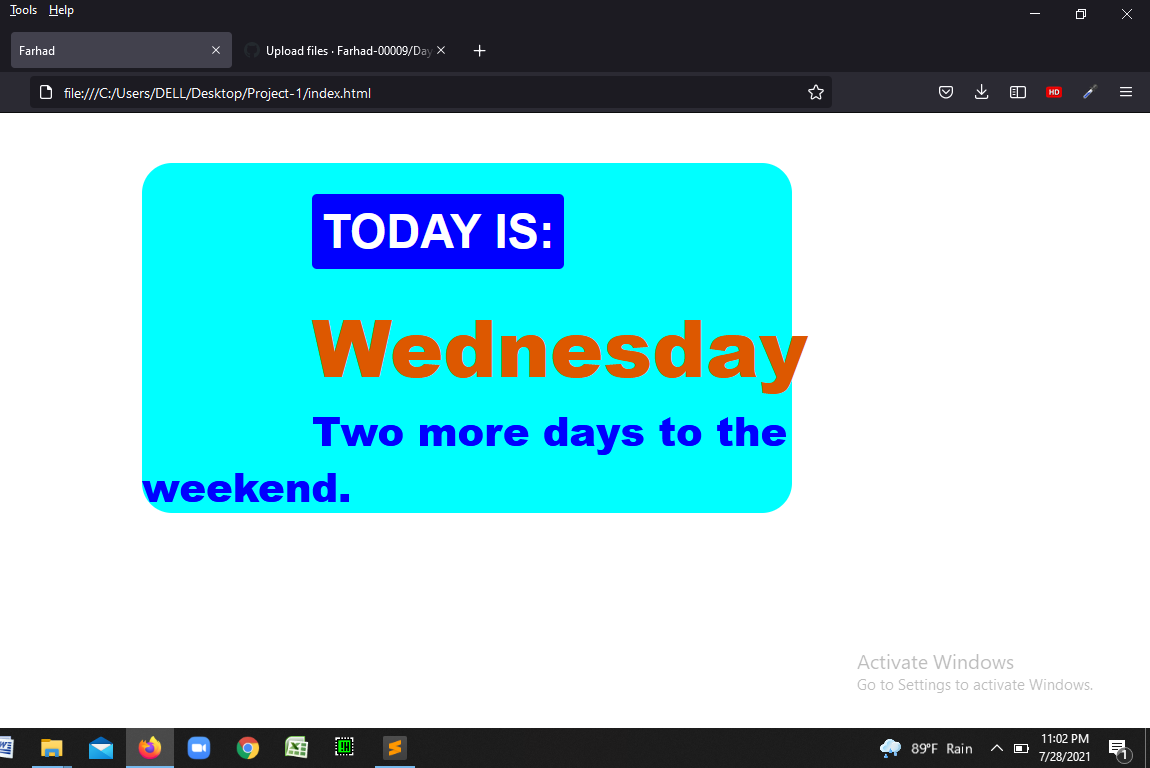 Tools Help
Farhad
Upload files · Farhad-00009/Day
file:///C:/Users/DELL/Desktop/Project-1/index.html
HD
TODAY IS:
Wednesday
Two more days to the
weekend.
Activate Windows
Go to Settings to activate Windows.
89°F Rain
11:02 PM
7/28/2021
1